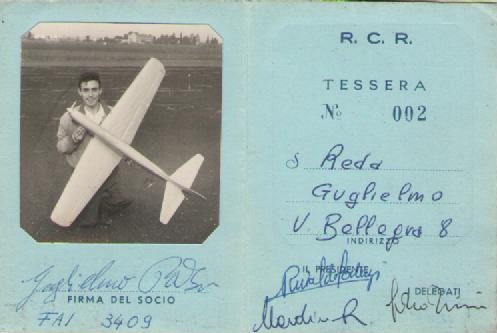 R. C. R.
TESSERA
Nº 002
S Reda
Guglielmo
V. Bellegra 8
INDIRIZZO
Guglielmo Reda
FIRMA DEL SOCIO
FAI 3409
IL PRESIDENTE
I DELEGATI